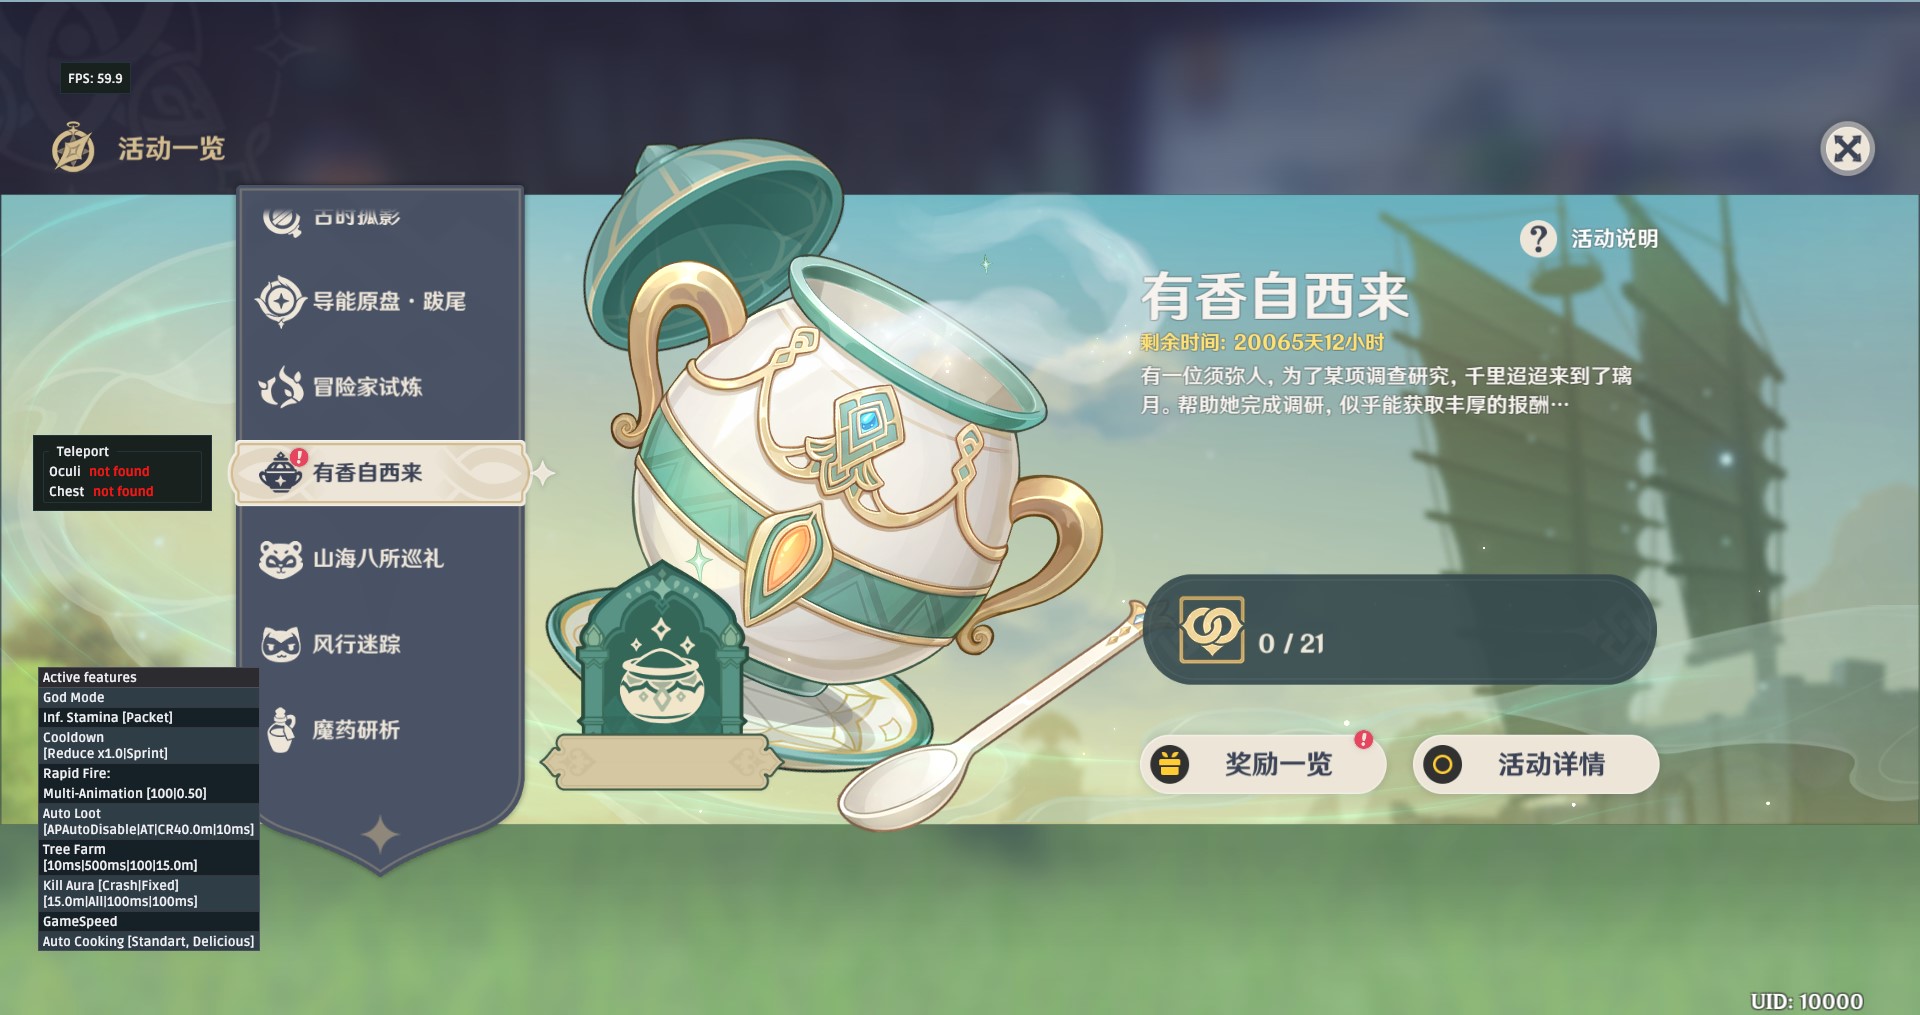 FPS: 59.9
活动一览
古时孤影
导能原盘·跋尾
冒险家试炼
有香自西来
山海八所巡礼
风行迷踪
魔药研析
Teleport
Oculi not found
Chest not found
Active features
God Mode
Inf. Stamina [Packet]
Cooldown
[Reduce x1.0|Sprint]
Rapid Fire:
Multi-Animation [100|0.50]
Auto Loot
[APAutoDisable|AT|CR40.0m|10ms]
Tree Farm
[10ms|500ms|100|15.0m]
Kill Aura [Crash|Fixed]
[15.0m|All|100ms|100ms]
GameSpeed
Auto Cooking [Standart, Delicious]
活动说明
有香自西来
剩余时间: 20065天12小时
有一位须弥人，为了某项调查研究，千里迢迢来到了璃
月。帮助她完成调研，似乎能获取丰厚的报酬…
0 / 21
奖励一览
活动详情
UID: 10000